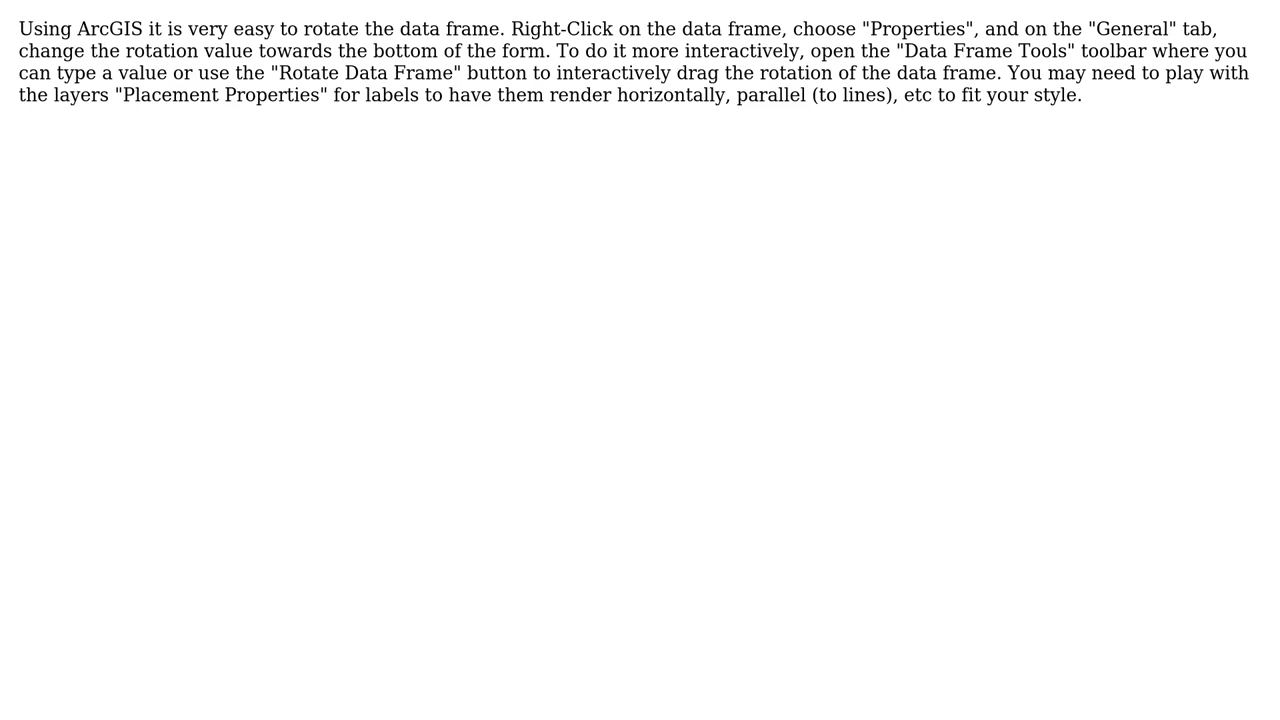 Using ArcGIS it is very easy to rotate the data frame. Right-Click on the data frame, choose "Properties", and on the "General" tab,
change the rotation value towards the bottom of the form. To do it more interactively, open the "Data Frame Tools" toolbar where you
can type a value or use the "Rotate Data Frame" button to interactively drag the rotation of the data frame. You may need to play with
the layers "Placement Properties" for labels to have them render horizontally, parallel (to lines), etc to fit your style.